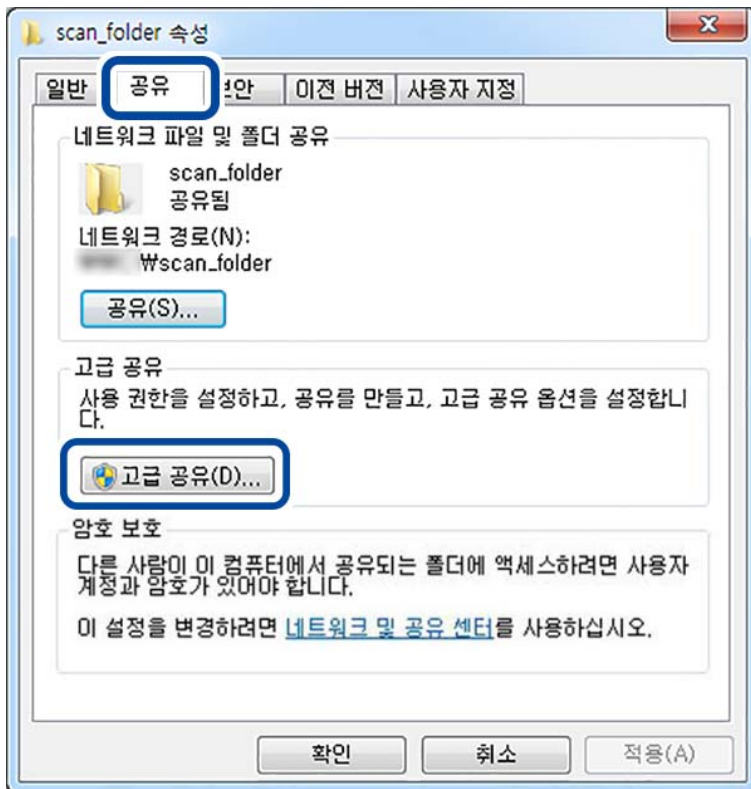 scan_folder 속성
일반
공유
이전 버전
사용자 지정
네트워크 파일 및 폴더 공유
scan_folder
공유됨
네트워크 경로(N):
₩scan_folder
공유(S)...
고급 공유
사용 권한을 설정하고, 공유를 만들고, 고급 공유 옵션을 설정합니
다.
고급 공유(D)...
암호 보호
다른 사람이 이 컴퓨터에서 공유되는 폴더에 액세스하려면 사용자
계정과 암호가 있어야 합니다.
이 설정을 변경하려면 네트워크 및 공유 센터를 사용하십시오.
확인
취소
적용(A)